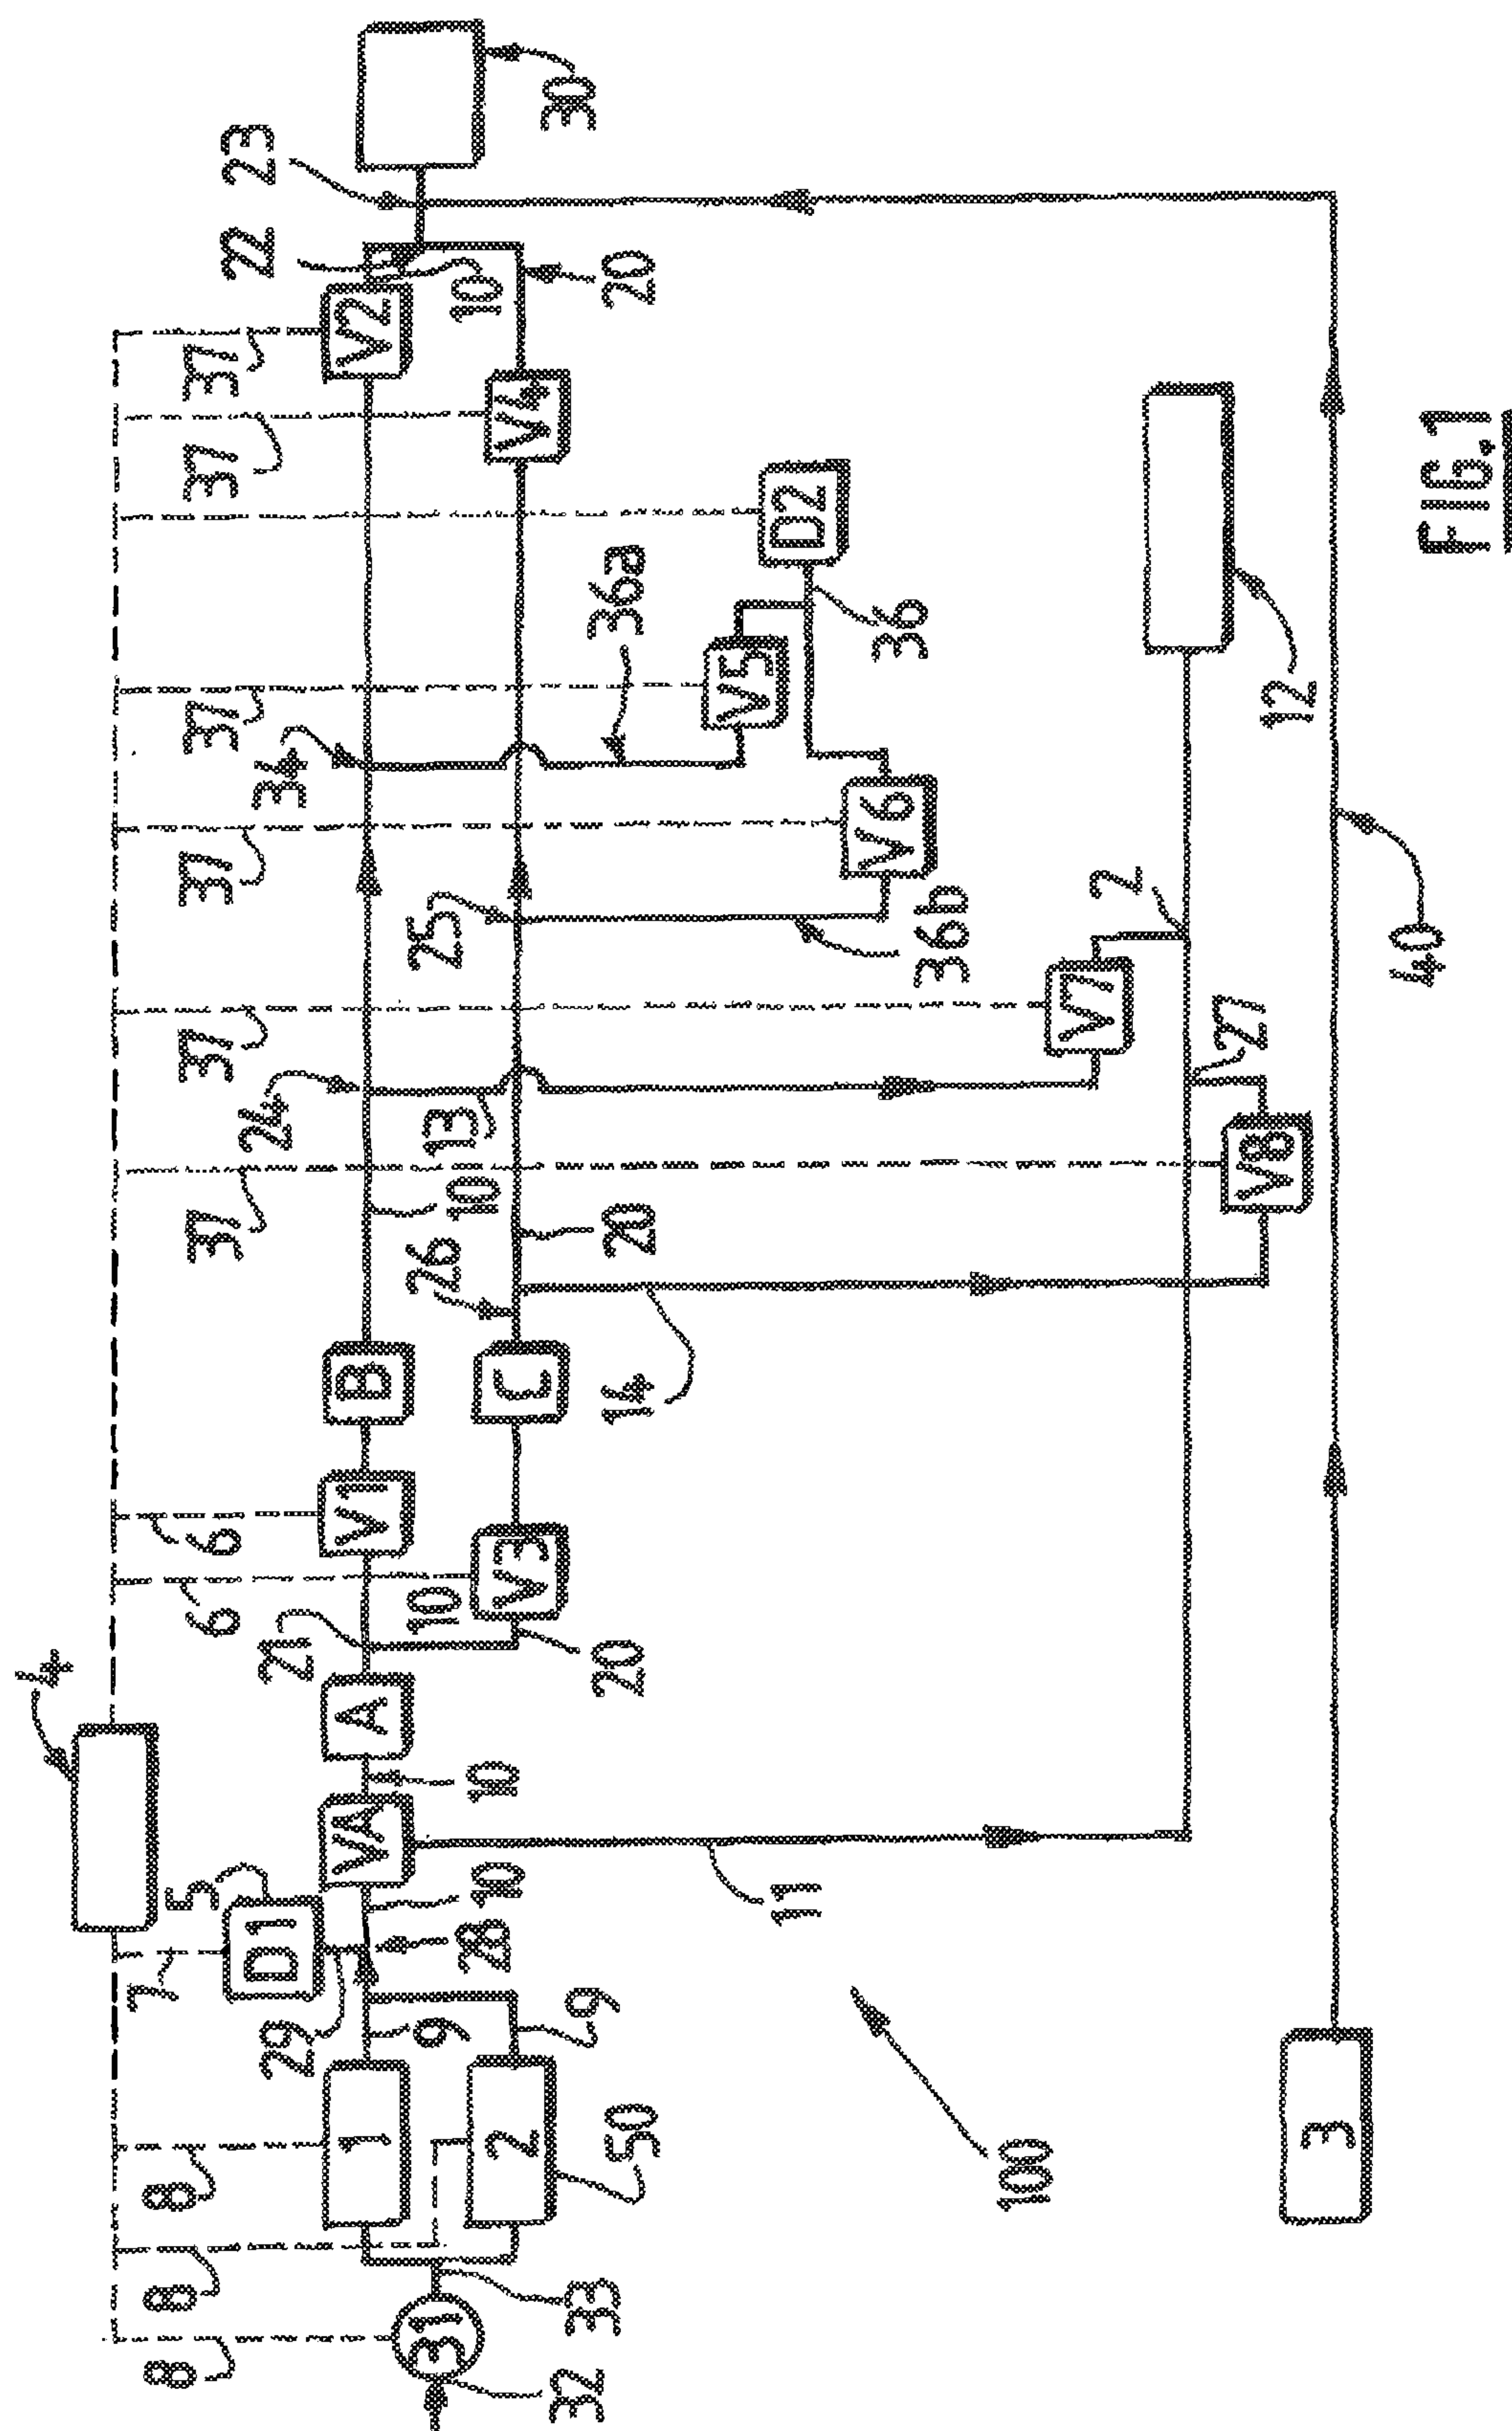 4
8 8 8 7 5 6 6 37 37 37 37 37 37
23
22
D1 29 21 24 34
1 VA A V1 B V2
31 9 10 26 10 13 25 10
28 10 10
2 V3 C V4
32 33 50 9 20 14 20 36a 20 30
V5
11 D2
V6 36
36b
100 V7 2
27
V8 12
3
40
FIG.1